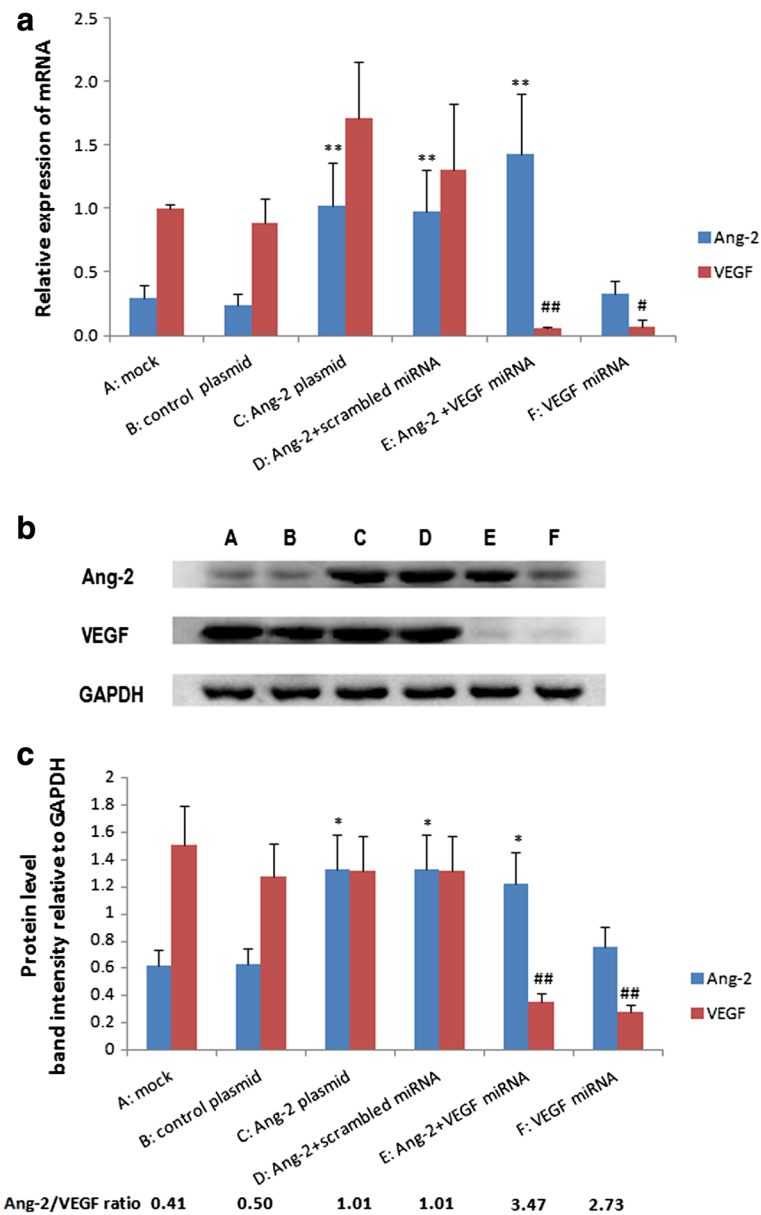 a
Relative expression of mRNA
2.5
2.0
1.5
1.0
0.5
0.0
**
**
**
##
#
Ang-2
VEGF
A: mock
B: control plasmid
C: Ang-2 plasmid
D: Ang-2+scrambled miRNA
E: Ang-2 +VEGF miRNA
F: VEGF miRNA
b
A B C D E F
Ang-2
VEGF
GAPDH
c
Protein level
band intensity relative to GAPDH
2
1.8
1.6
1.4
1.2
1
0.8
0.6
0.4
0.2
0
*
*
*
##
##
Ang-2
VEGF
A: mock
B: control plasmid
C: Ang-2 plasmid
D: Ang-2+scrambled miRNA
E: Ang-2+VEGF miRNA
F: VEGF miRNA
Ang-2/VEGF ratio 0.41 0.50 1.01 1.01 3.47 2.73